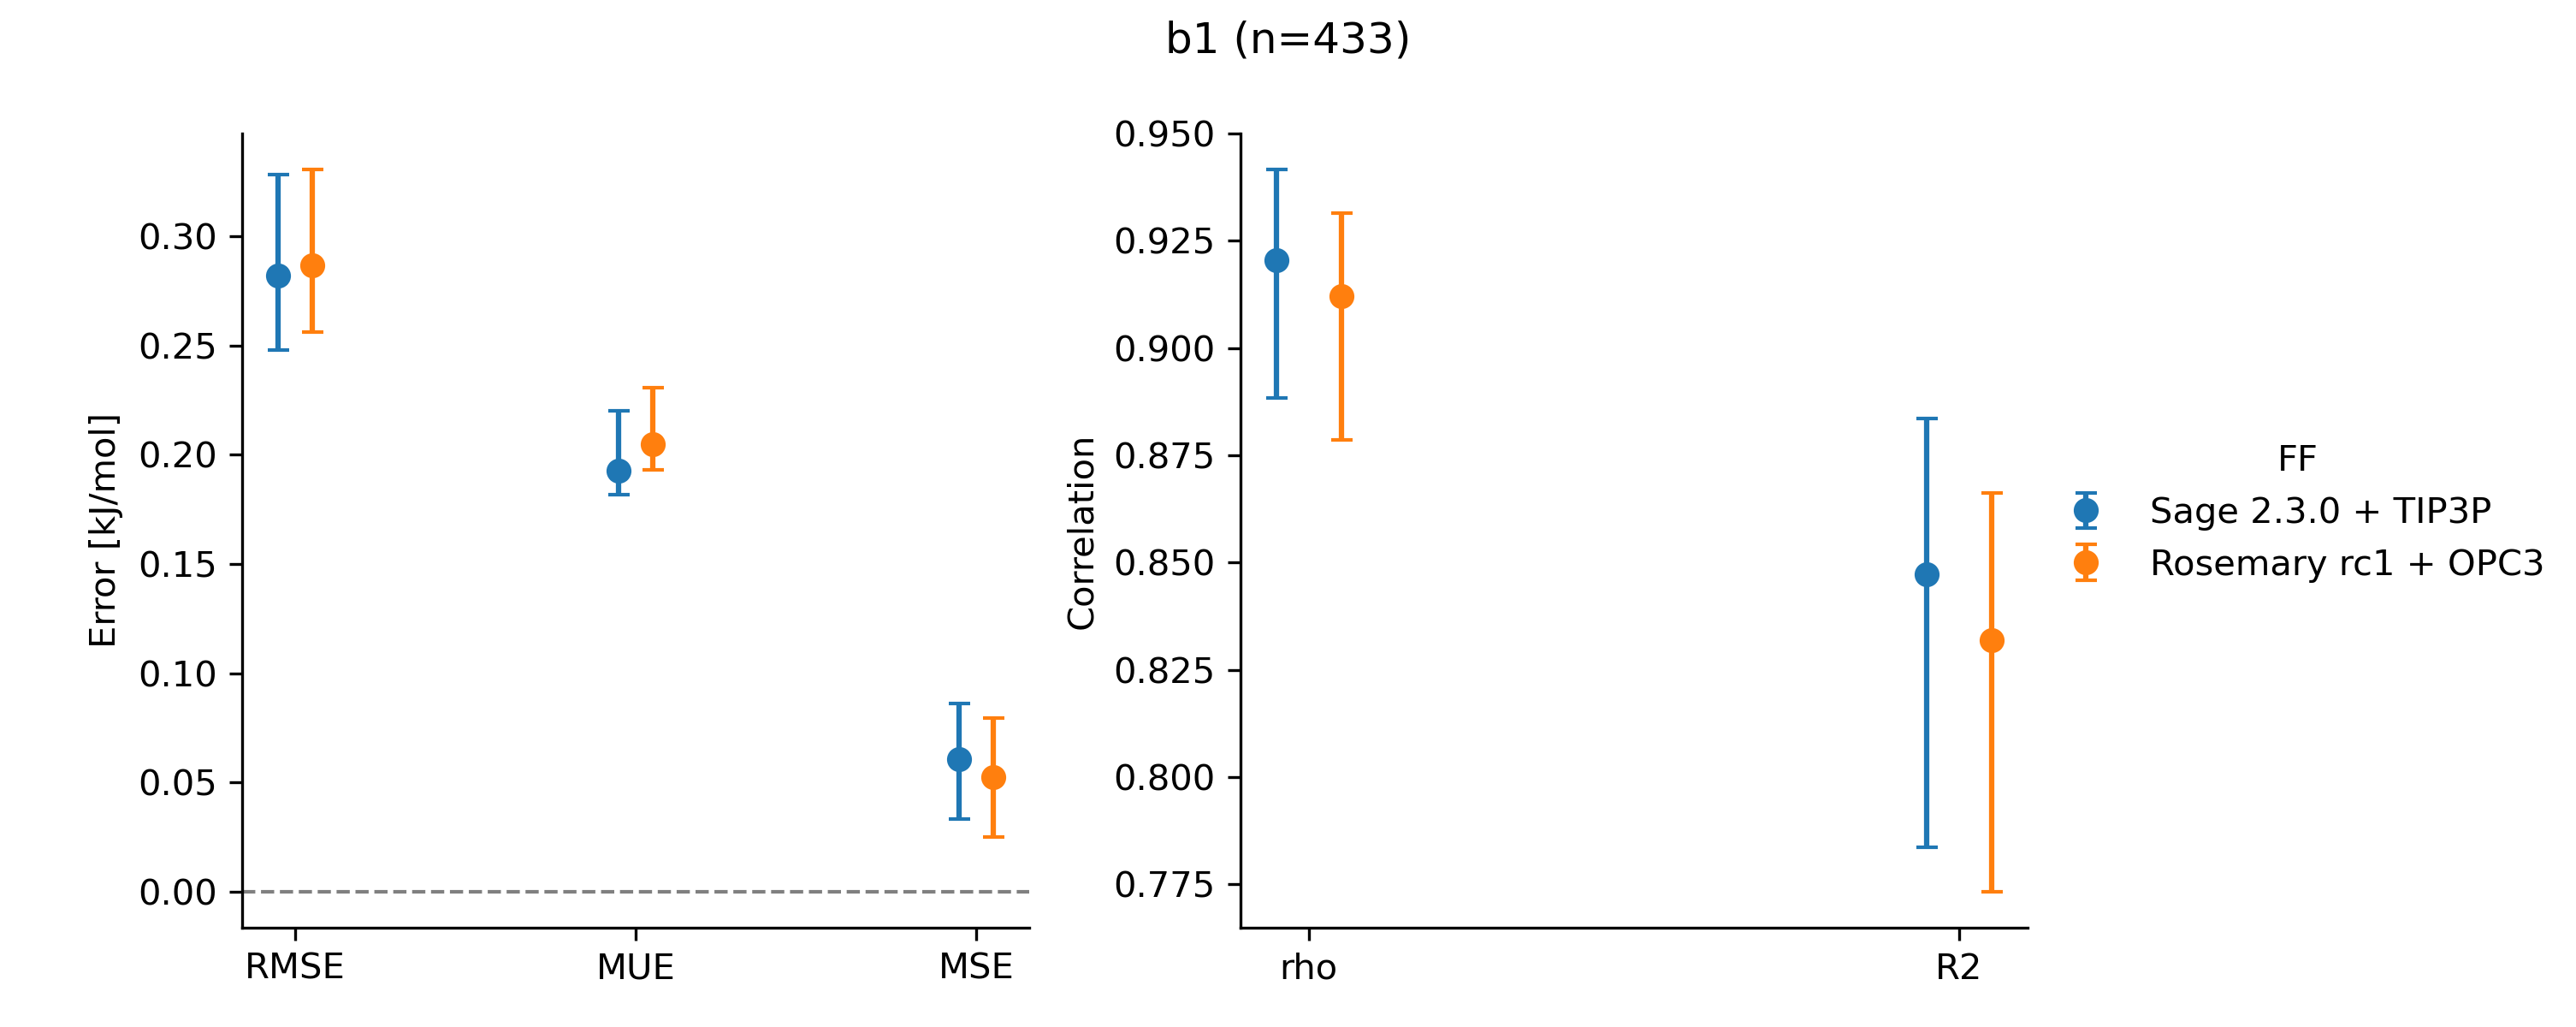 b1 (n=433)
Error [kJ/mol]
0.30
0.25
0.20
0.15
0.10
0.05
0.00
RMSE
MUE
MSE
Correlation
0.950
0.925
0.900
0.875
0.850
0.825
0.800
0.775
rho
R2
FF
Sage 2.3.0 + TIP3P
Rosemary rc1 + OPC3